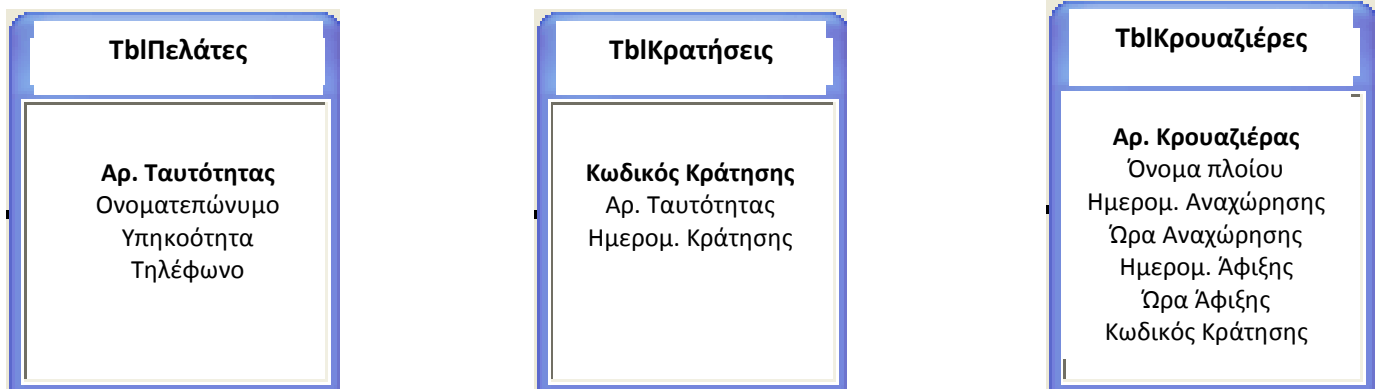 TblΠελάτες
Αρ. Ταυτότητας
Ονοματεπώνυμο
Υπηκοότητα
Τηλέφωνο
TblΚρατήσεις
Κωδικός Κράτησης
Αρ. Ταυτότητας
Ημερομ. Κράτησης
TblΚρουαζιέρες
Αρ. Κρουαζιέρας
Όνομα πλοίου
Ημερομ. Αναχώρησης
Ώρα Αναχώρησης
Ημερομ. Άφιξης
Ώρα Άφιξης
Κωδικός Κράτησης